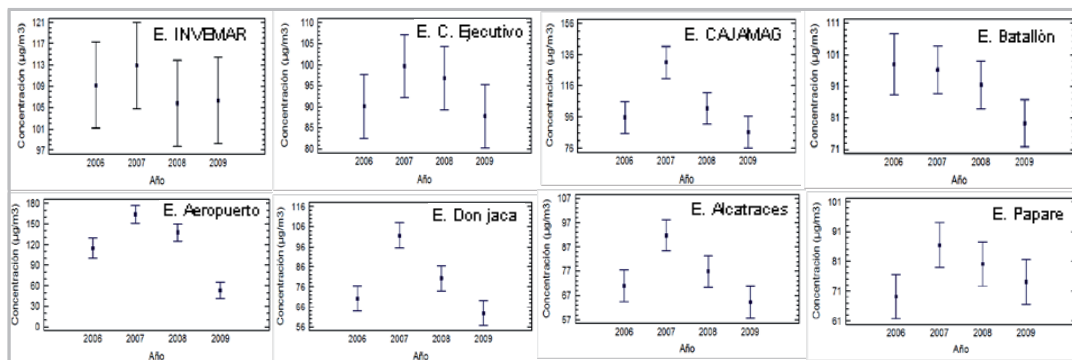 E. INVEMAR
Concentración (µg/m3)
121
117
113
109
105
101
97
2006 2007 2008 2009
Año
E. C. Ejecutivo
Concentración (µg/m3)
110
105
100
95
90
85
80
2006 2007 2008 2009
Año
E. CAJAMAG
Concentración (µg/m3)
156
136
116
96
76
2006 2007 2008 2009
Año
E. Batallòn
Concentración (µg/m3)
111
101
91
81
71
2006 2007 2008 2009
Año
E. Aeropuerto
Concentración (µg/m3)
180
150
120
90
60
30
0
2006 2007 2008 2009
Año
E. Don jaca
Concentración (µg/m3)
116
106
96
86
76
66
56
2006 2007 2008 2009
Año
E. Alcatraces
Concentración (µg/m3)
107
97
87
77
67
57
2006 2007 2008 2009
Año
E. Papare
Concentración (µg/m3)
101
91
81
71
61
2006 2007 2008 2009
Año